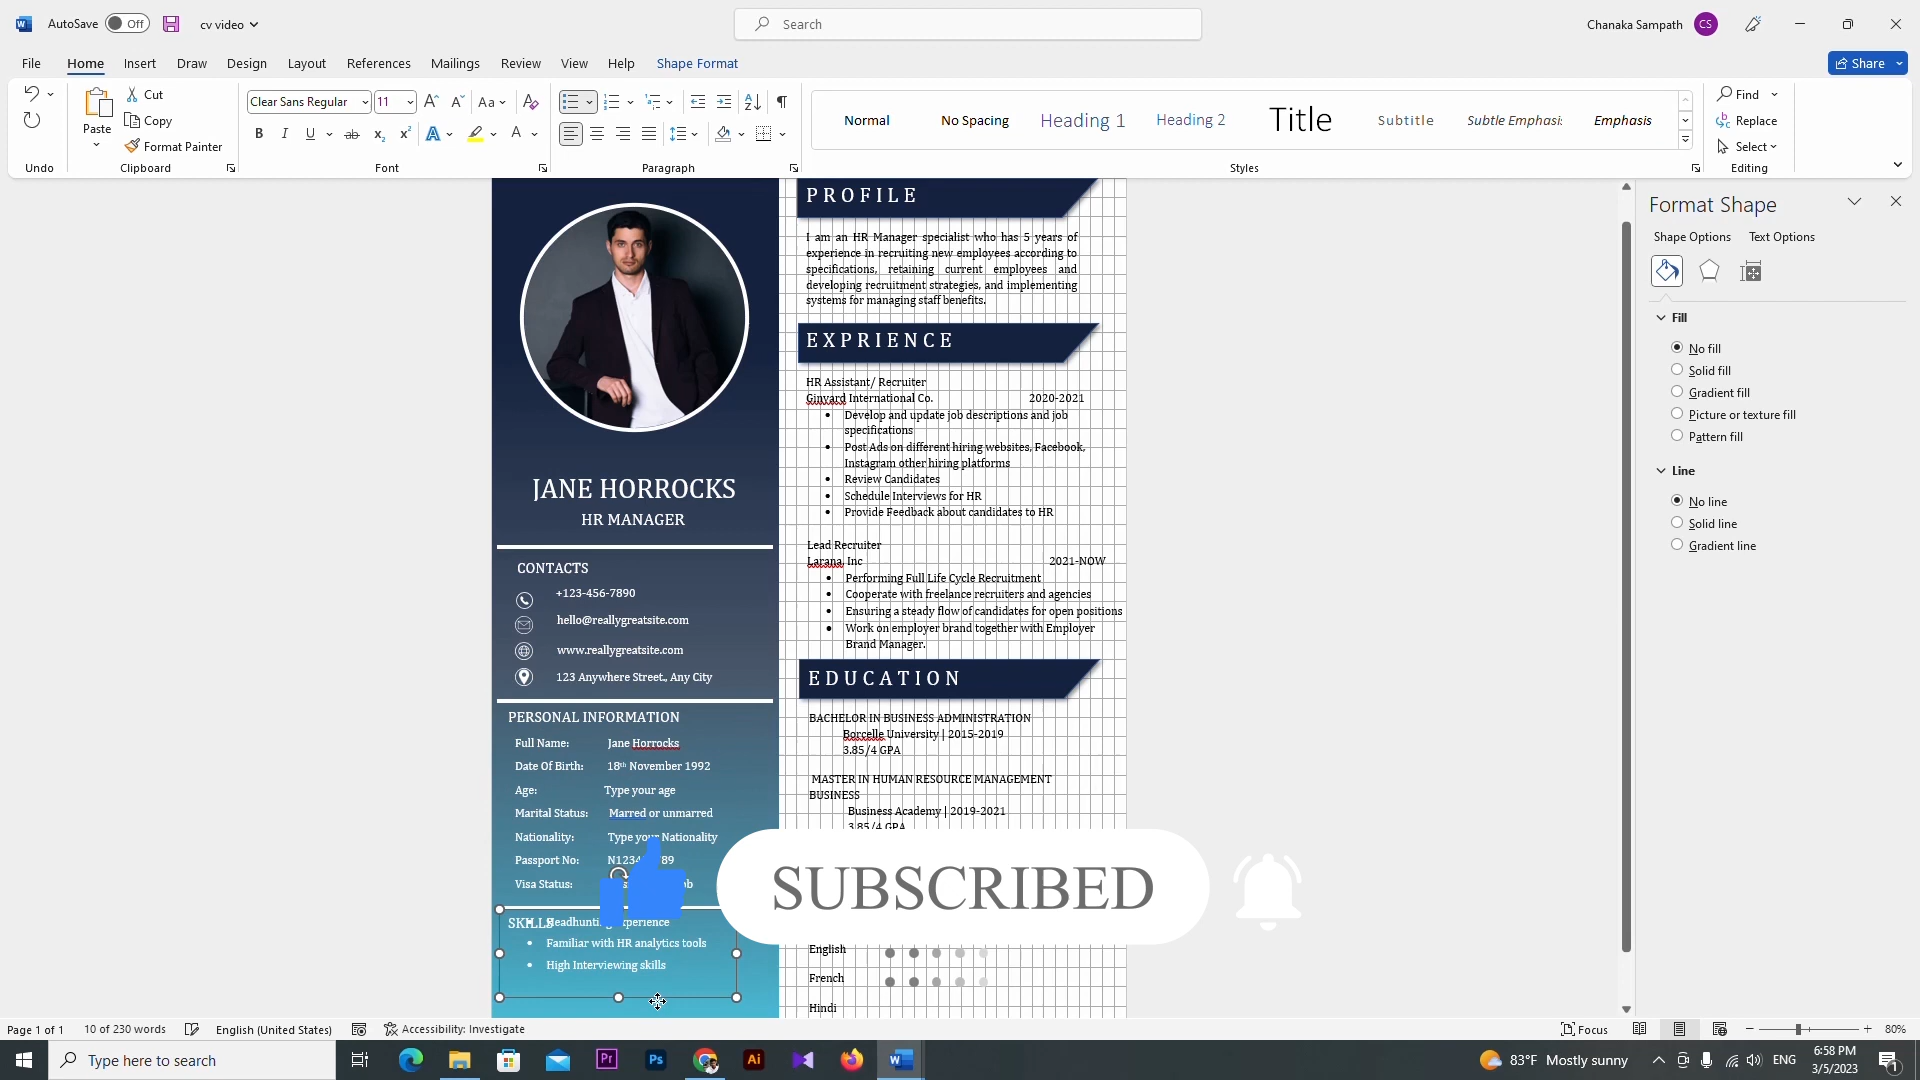 AutoSave Off cv video Search Chanaka Sampath CS
File Home Insert Draw Design Layout References Mailings Review View Help Shape Format Share
Paste Cut Copy Format Painter
Clear Sans Regular 11
Normal No Spacing Heading 1 Heading 2 Title Subtitle Subtle Emphasis Emphasis
Find Replace Select
Undo Clipboard Font Paragraph Styles Editing
JANE HORROCKS
HR MANAGER
CONTACTS
+123-456-7890
hello@reallygreatsite.com
www.reallygreatsite.com
123 Anywhere Street., Any City
PERSONAL INFORMATION
Full Name: Jane Horrocks
Date Of Birth: 18th November 1992
Age: Type your age
Marital Status: Marred or unmarred
Nationality: Type your Nationality
Passport No:
Visa Status:
SKILLS
Headhunting experience
• Familiar with HR analytics tools
• High Interviewing skills
PROFILE
I am an HR Manager specialist who has 5 years of
experience in recruiting new employees according to
specifications, retaining current employees and
developing recruitment strategies, and implementing
systems for managing staff benefits.
EXPRIENCE
HR Assistant/ Recruiter
Ginyard International Co. 2020-2021
• Develop and update job descriptions and job
specifications
• Post Ads on different hiring websites, Facebook,
Instagram other hiring platforms
• Review Candidates
• Schedule Interviews for HR
• Provide Feedback about candidates to HR
Lead Recruiter
Larana, Inc 2021-NOW
• Performing Full Life Cycle Recruitment
• Cooperate with freelance recruiters and agencies
• Ensuring a steady flow of candidates for open positions
• Work on employer brand together with Employer
Brand Manager.
EDUCATION
BACHELOR IN BUSINESS ADMINISTRATION
Borcelle University | 2015-2019
3.85/4 GPA
MASTER IN HUMAN RESOURCE MANAGEMENT
BUSINESS
Business Academy | 2019-2021
3.85/4 GPA
SUBSCRIBED
English
French
Hindi
Format Shape
Shape Options Text Options
Fill
No fill
Solid fill
Gradient fill
Picture or texture fill
Pattern fill
Line
No line
Solid line
Gradient line
Page 1 of 1 10 of 230 words English (United States) Accessibility: Investigate Focus 80%
Type here to search 83°F Mostly sunny ENG 6:58 PM
3/5/2023